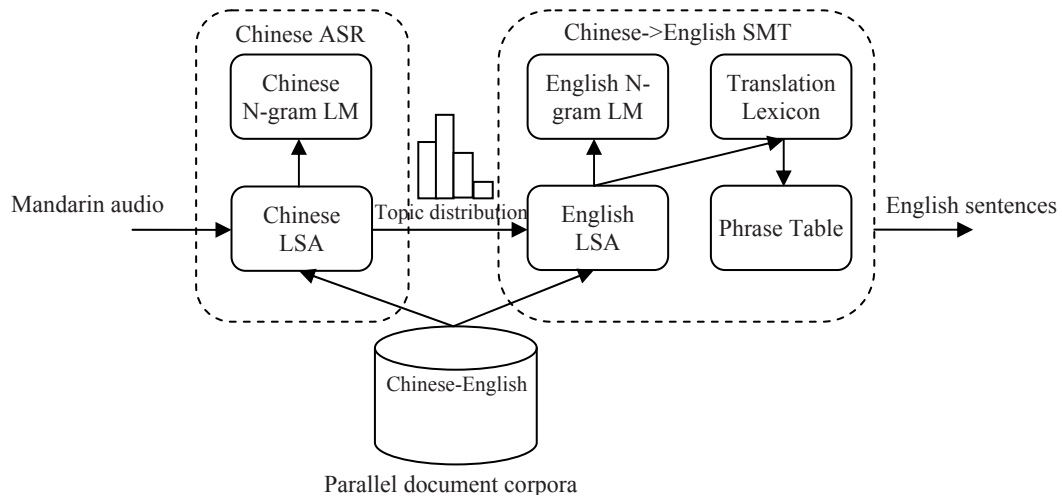 Chinese ASR
Chinese->English SMT
Chinese
N-gram LM
English N-
gram LM
Translation
Lexicon
Mandarin audio
Chinese
LSA
Topic distribution
English
LSA
Phrase Table
English sentences
Chinese-English
Parallel document corpora